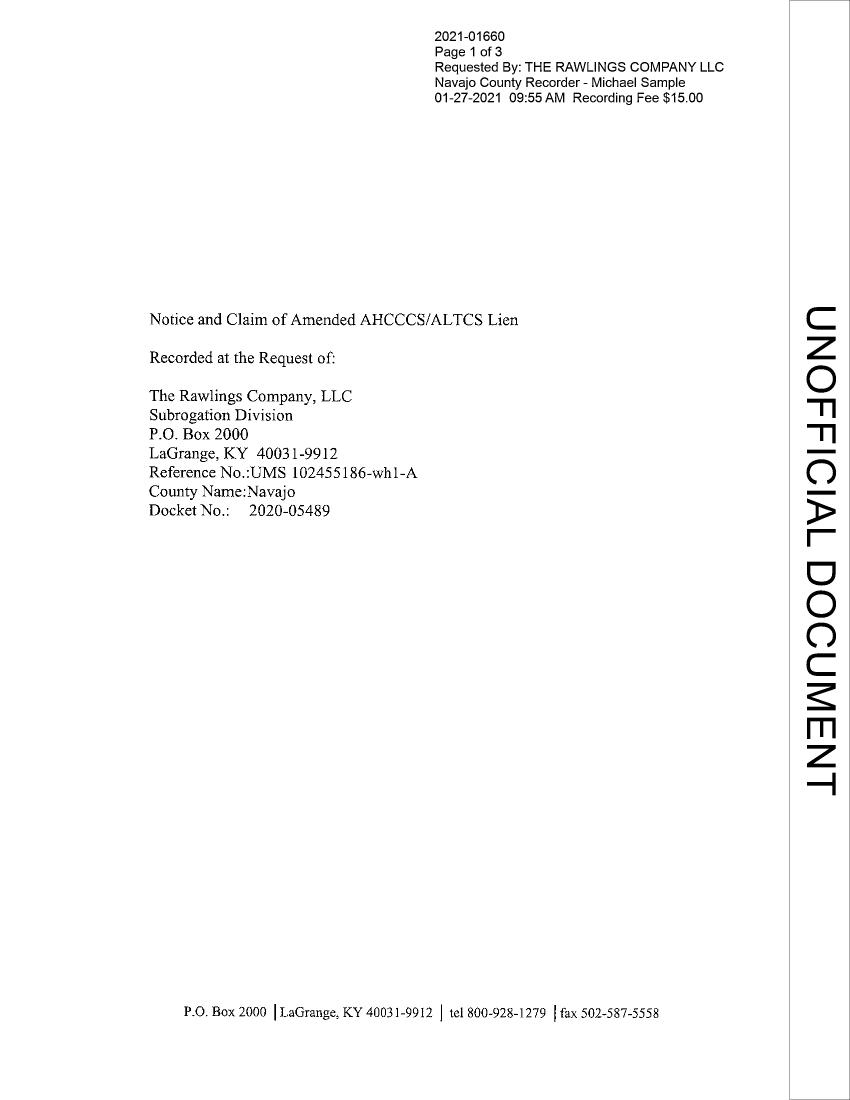 2021-01660
Page 1 of 3
Requested By: THE RAWLINGS COMPANY LLC
Navajo County Recorder - Michael Sample
01-27-2021 09:55 AM Recording Fee $15.00
Notice and Claim of Amended AHCCCS/ALTCS Lien
Recorded at the Request of:
The Rawlings Company, LLC
Subrogation Division
P.O. Box 2000
LaGrange, KY 40031-9912
Reference No.:UMS 102455186-wh1-A
County Name:Navajo
Docket No.: 2020-05489
P.O. Box 2000 | LaGrange, KY 40031-9912 | tel 800-928-1279 | fax 502-587-5558
UNOFFICIAL DOCUMENT